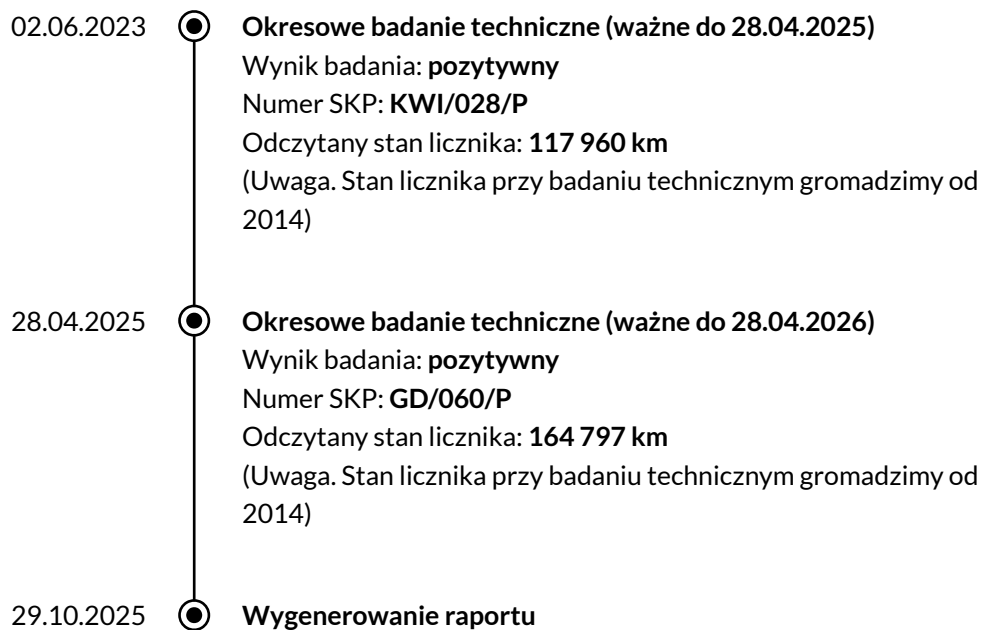 02.06.2023 Okresowe badanie techniczne (ważne do 28.04.2025)
Wynik badania: pozytywny
Numer SKP: KWI/028/P
Odczytany stan licznika: 117 960 km
(Uwaga. Stan licznika przy badaniu technicznym gromadzimy od
2014)
28.04.2025 Okresowe badanie techniczne (ważne do 28.04.2026)
Wynik badania: pozytywny
Numer SKP: GD/060/P
Odczytany stan licznika: 164 797 km
(Uwaga. Stan licznika przy badaniu technicznym gromadzimy od
2014)
29.10.2025 Wygenerowanie raportu